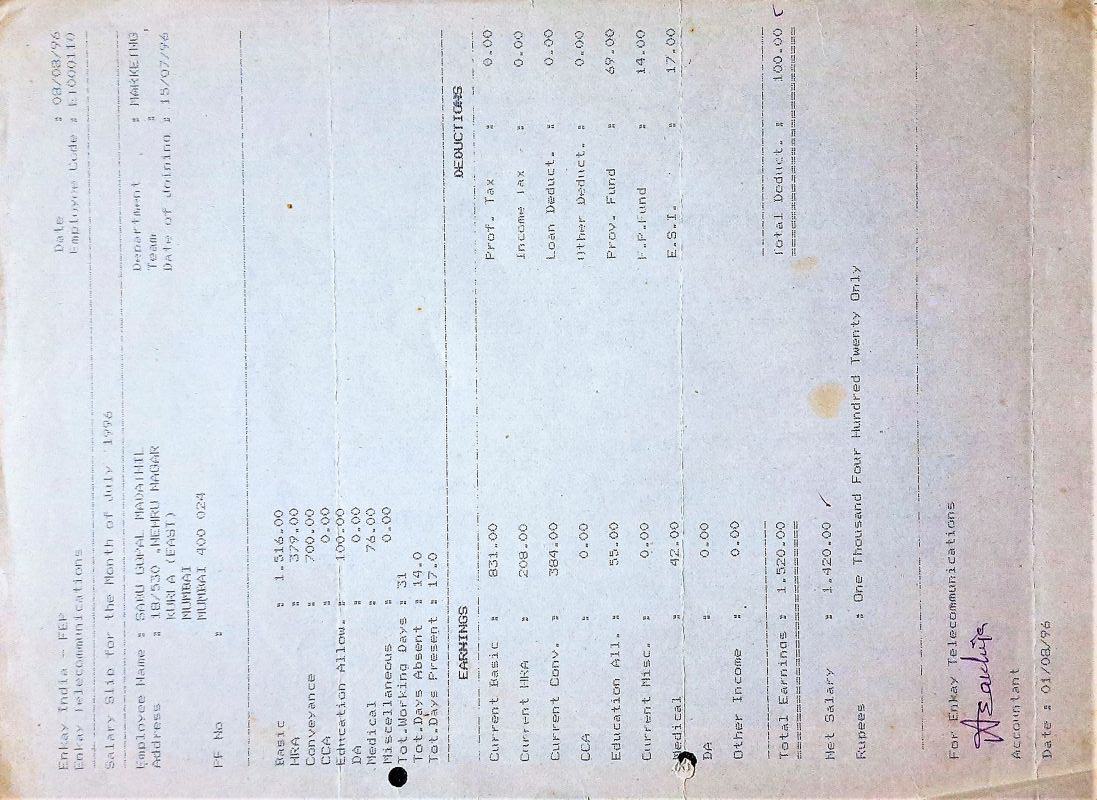 Enkay India - FEP Date : 08/08/96
Enkay Telecommunications Employee Code : E1000110
Salary Slip for the Month of July '1996
Employee Name : SANU GOPAL MADATHIL Department : MARKETING
Address : 18/530 ,NEHRU NAGAR Team :
KURLA (EAST) Date of Joining : 15/07/96
MUMBAI
MUMBAI 400 024
PF No :
Basic : 1,516.00
HRA : 379.00
Conveyance : 700.00
CCA : 0.00
Education Allow. : 100.00
DA : 0.00
Medical : 76.00
Miscellaneous : 0.00
Tot.Working Days : 31
Tot.Days Absent : 14.0
Tot.Days Present : 17.0
EARNINGS DEDUCTIONS
Current Basic : 831.00 Prof. Tax : 0.00
Current HRA : 208.00 Income Tax : 0.00
Current Conv. : 384.00 Loan Deduct. : 0.00
CCA : 0.00 Other Deduct. : 0.00
Education All. : 55.00 Prov. Fund : 69.00
Current Misc. : 0.00 F.P.Fund : 14.00
Medical : 42.00 E.S.I. : 17.00
DA : 0.00
Other Income : 0.00
Total Earnings : 1,520.00 Total Deduct. : 100.00
Net Salary : 1,420.00
Rupees : One Thousand Four Hundred Twenty Only
For Enkay Telecommunications
Accountant
Date : 01/08/96